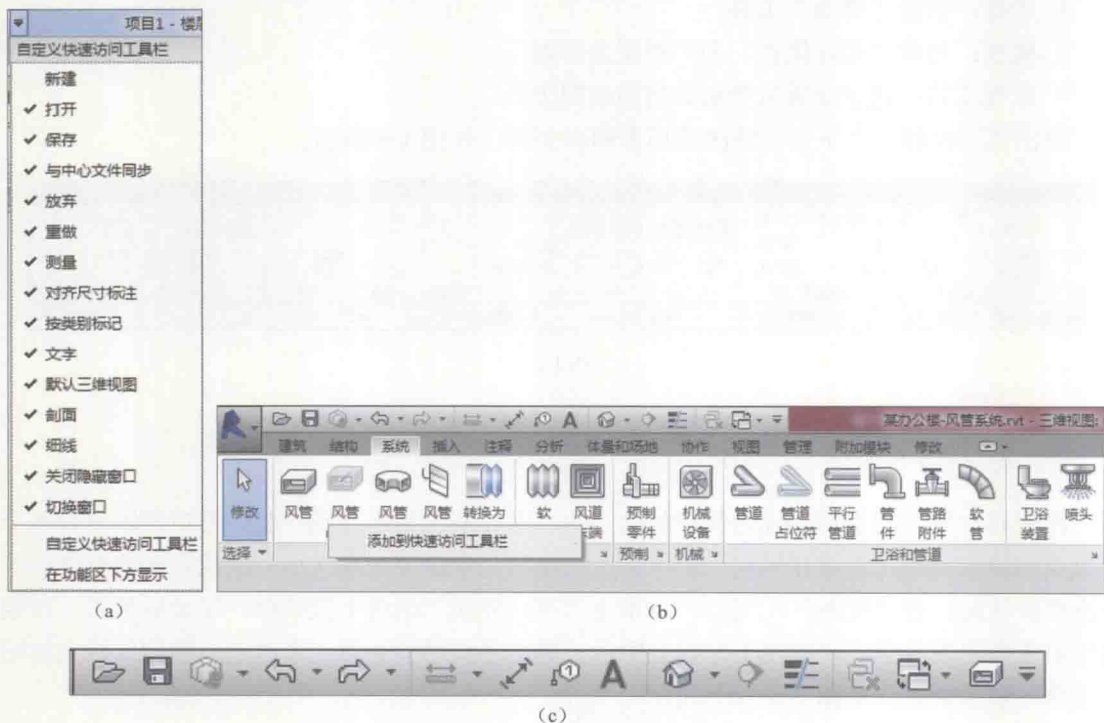 项目1 - 楼
自定义快速访问工具栏
新建
打开
保存
与中心文件同步
放弃
重做
测量
对齐尺寸标注
按类别标记
文字
默认三维视图
剖面
细线
关闭隐藏窗口
切换窗口
自定义快速访问工具栏
在功能区下方显示
(a)
某办公楼-风管系统.rvt - 三维视图:
建筑 结构 系统 插入 注释 分析 体量和场地 协作 视图 管理 附加模块 修改
修改 风管 风管 风管 风管 转换为 软 风道 预制 机械 管道 管道 平行 管 管路 软 卫浴 喷头
末端 零件 设备 占位符 管道 件 附件 管 装置
添加到快速访问工具栏
选择 预制 机械 卫浴和管道
(b)
A
(c)